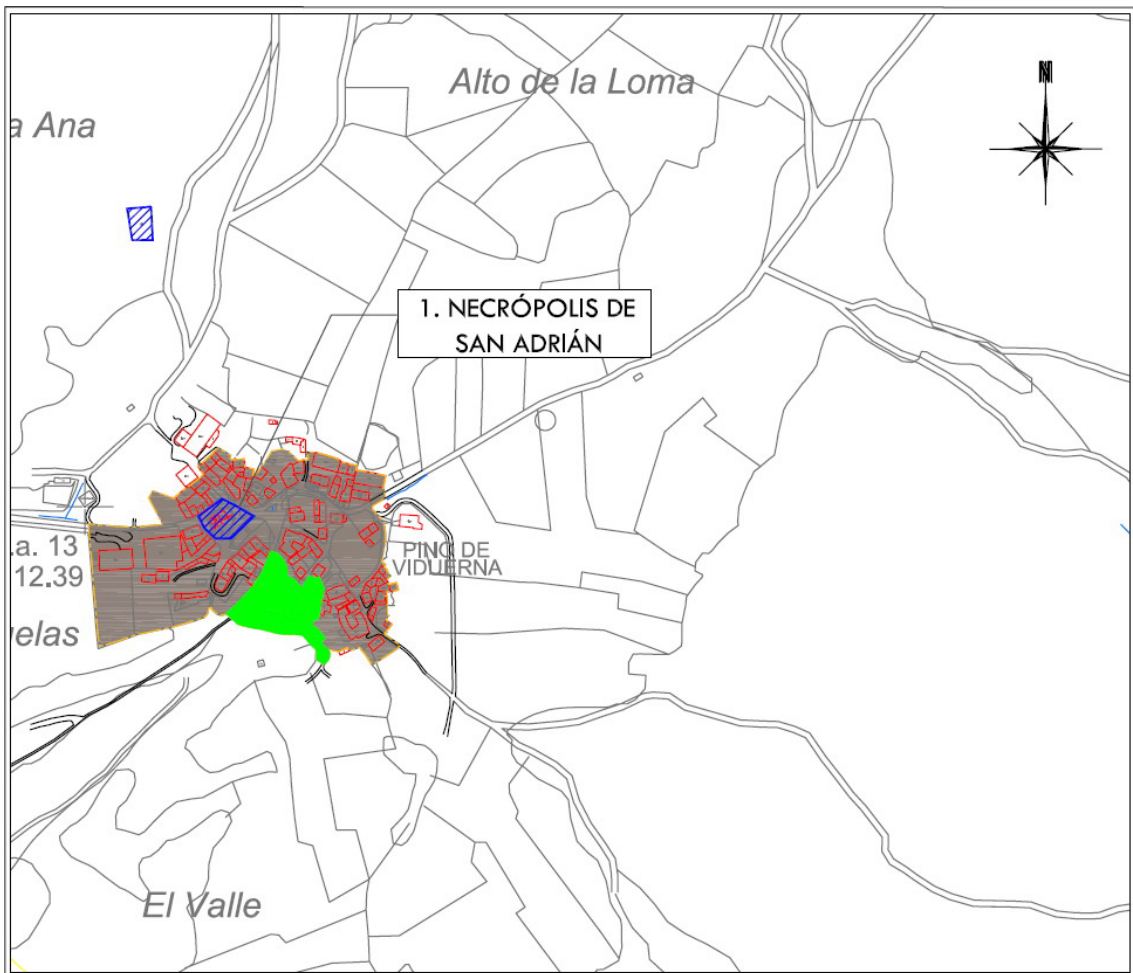 Alto de la Loma
N
a Ana
1. NECRÓPOLIS DE
SAN ADRIÁN
.a. 13
12.39
PINO DE
VIDUERNA
uelas
El Valle